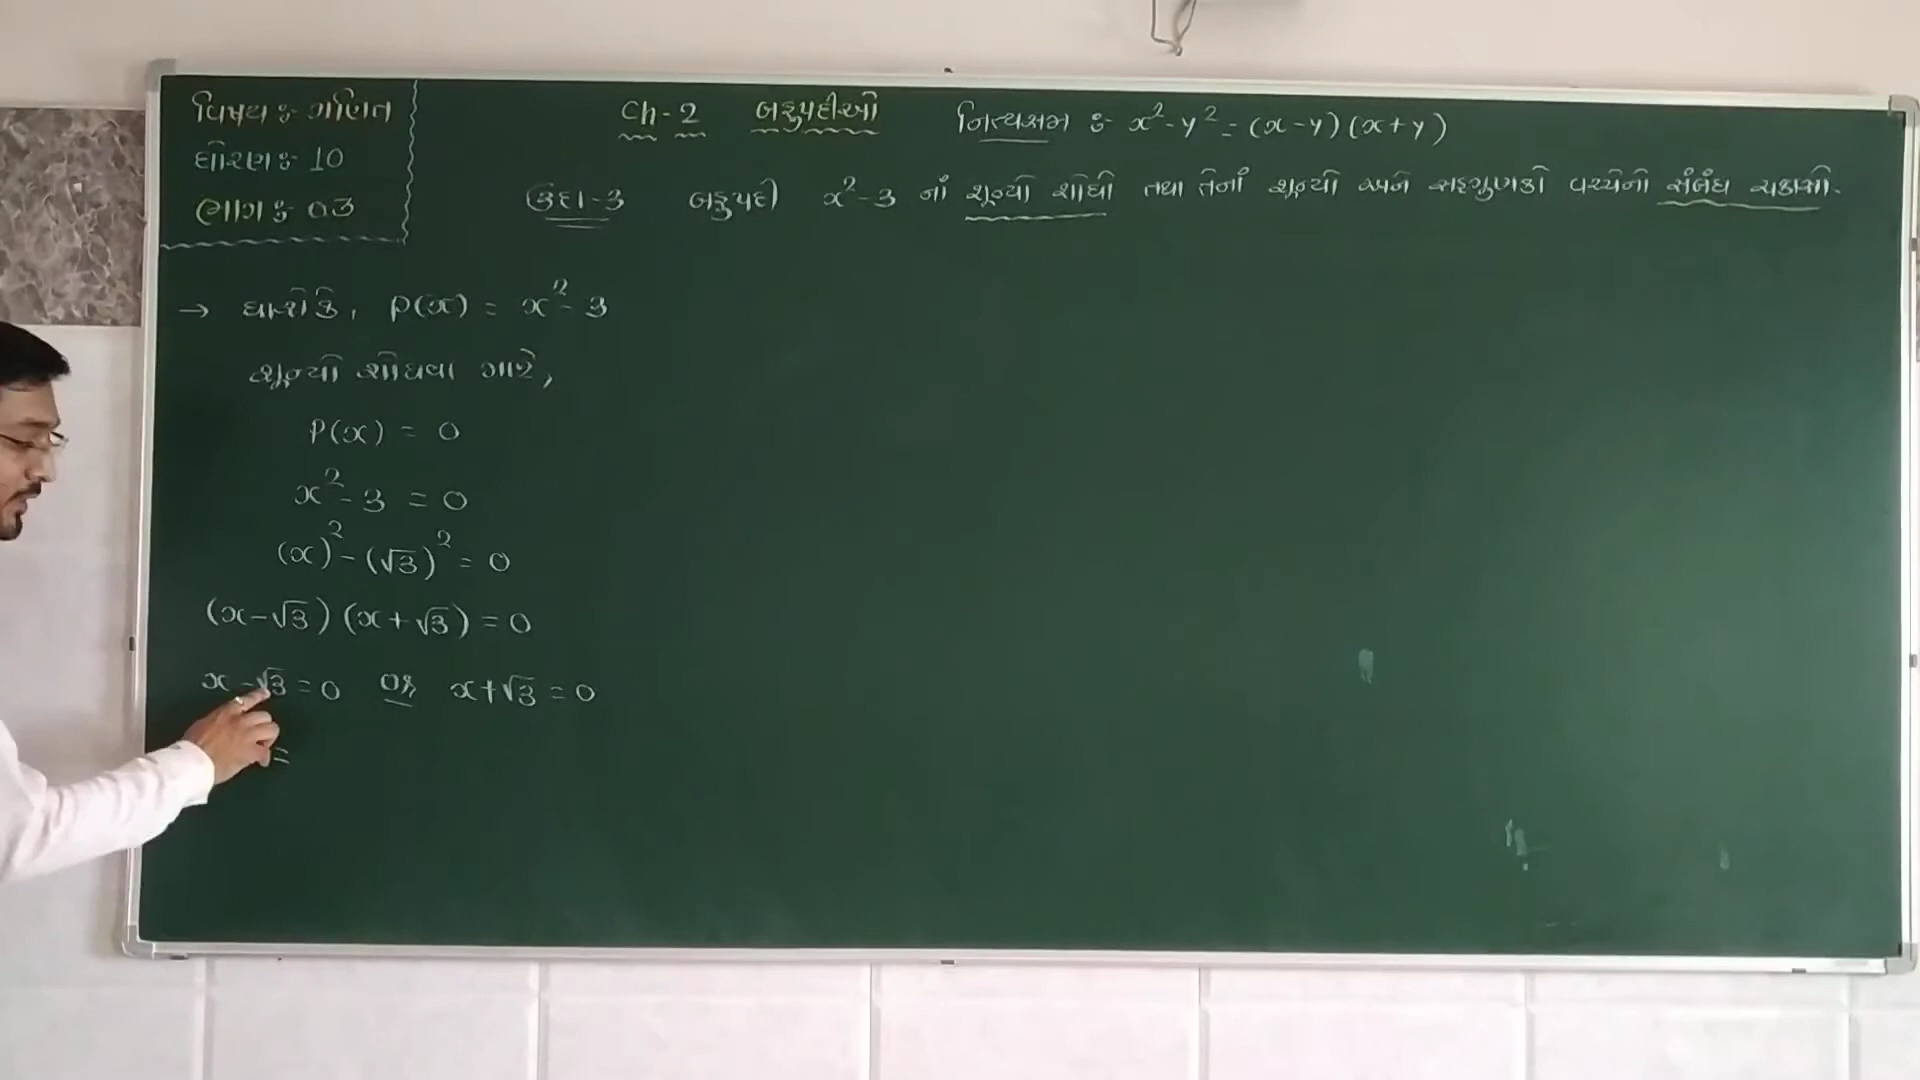 વિષય ઃ- ગણિત
ધોરણ ઃ- 10
ભાગ ઃ- 03
Ch-2 બહુપદીઓ નિત્યસમ ઃ- x²-y² = (x-y)(x+y)
ઉદા-3 બહુપદી x²-3 નાં શૂન્યો શોધો તથા તેનાં શૂન્યો અને સહગુણકો વચ્ચેનો સંબંધ ચકાસો.
→ ધારોકે, P(x) = x²-3
શૂન્યો શોધવા માટે,
P(x) = 0
x²-3 = 0
(x)²-(√3)² = 0
(x-√3)(x+√3) = 0
x-√3 = 0 OR x+√3 = 0
=